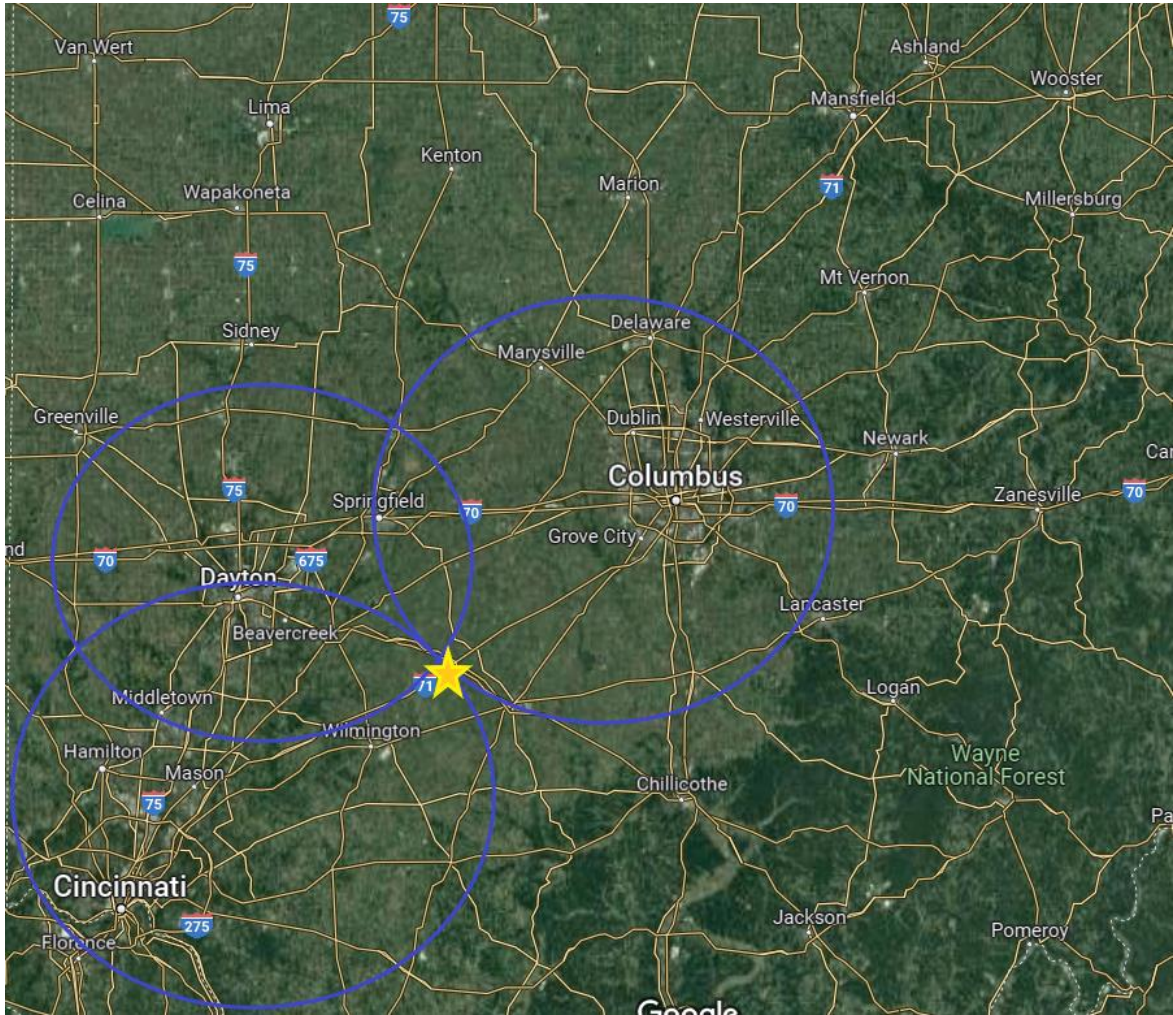 75
Van Wert
Ashland
Wooster
Lima
Mansfield
Kenton
Marion
71
Wapakoneta
Celina
Millersburg
75
Mt Vernon
Sidney
Delaware
Marysville
Greenville
Dublin
Westerville
Newark
Columbus
75
Springfield
70
70
Zanesville
70
Grove City
70
675
Dayton
Lancaster
Beavercreek
71
Logan
Middletown
Wilmington
Hamilton
Mason
Wayne
National Forest
Chillicothe
75
Cincinnati
275
Jackson
Florence
Pomeroy
Google